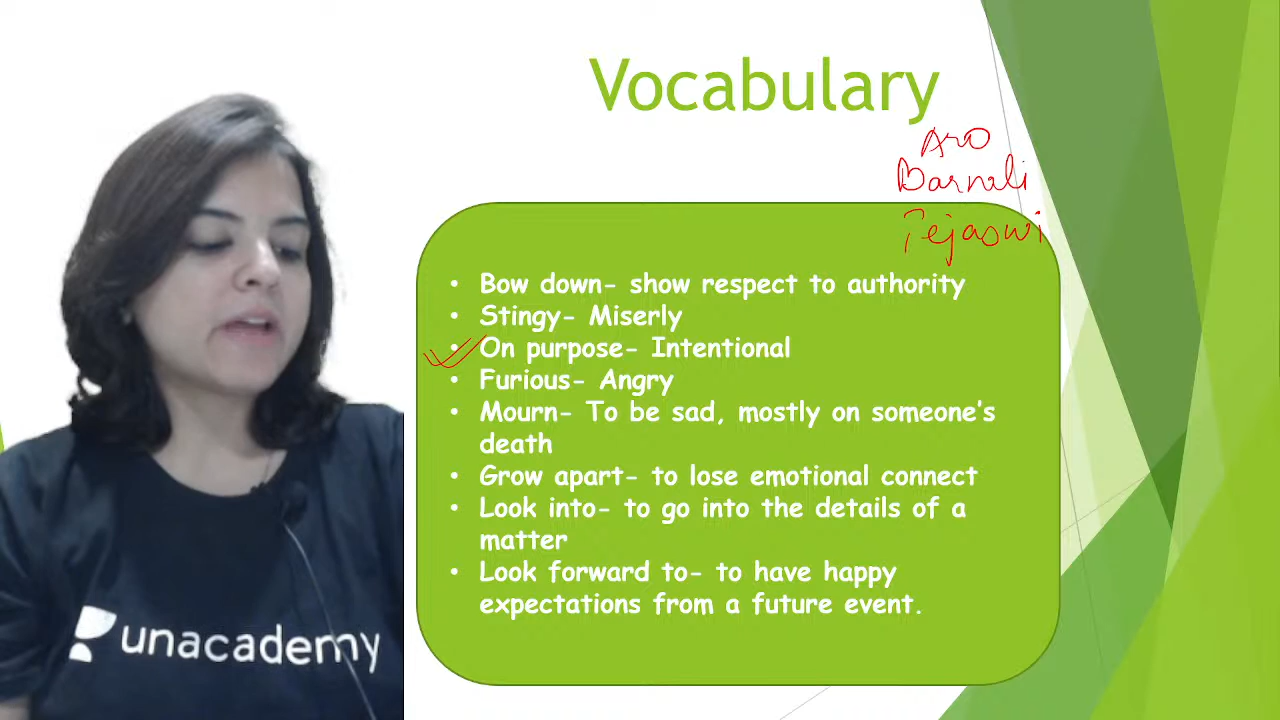 Vocabulary
Aro
Barnali
Tejaswi
• Bow down- show respect to authority
• Stingy- Miserly
• On purpose- Intentional
• Furious- Angry
• Mourn- To be sad, mostly on someone's
death
• Grow apart- to lose emotional connect
• Look into- to go into the details of a
matter
• Look forward to- to have happy
expectations from a future event.
unacademy